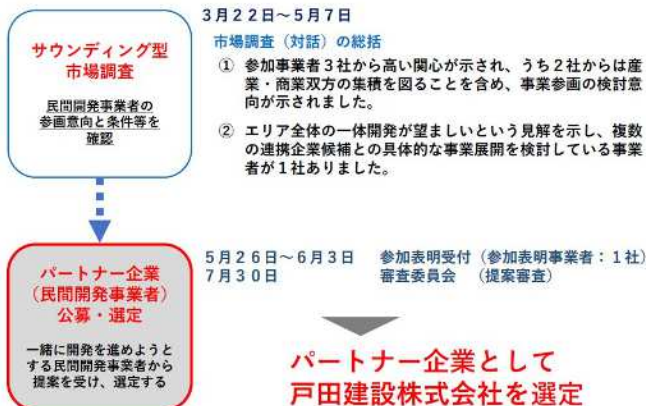 3月22日～5月7日
サウンディング型
市場調査
民間開発事業者の
参画意向と条件等を
確認
市場調査（対話）の総括
① 参加事業者3社から高い関心が示され、うち2社からは産
業・商業双方の集積を図ることを含め、事業参画の検討意
向が示されました。
② エリア全体の一体開発が望ましいという見解を示し、複数
の連携企業候補との具体的な事業展開を検討している事業
者が1社ありました。
パートナー企業
（民間開発事業者）
公募・選定
一緒に開発を進めようと
する民間開発事業者から
提案を受け、選定する
5月26日～6月3日 参加表明受付（参加表明事業者：1社）
7月30日 審査委員会 （提案審査）
パートナー企業として
戸田建設株式会社を選定